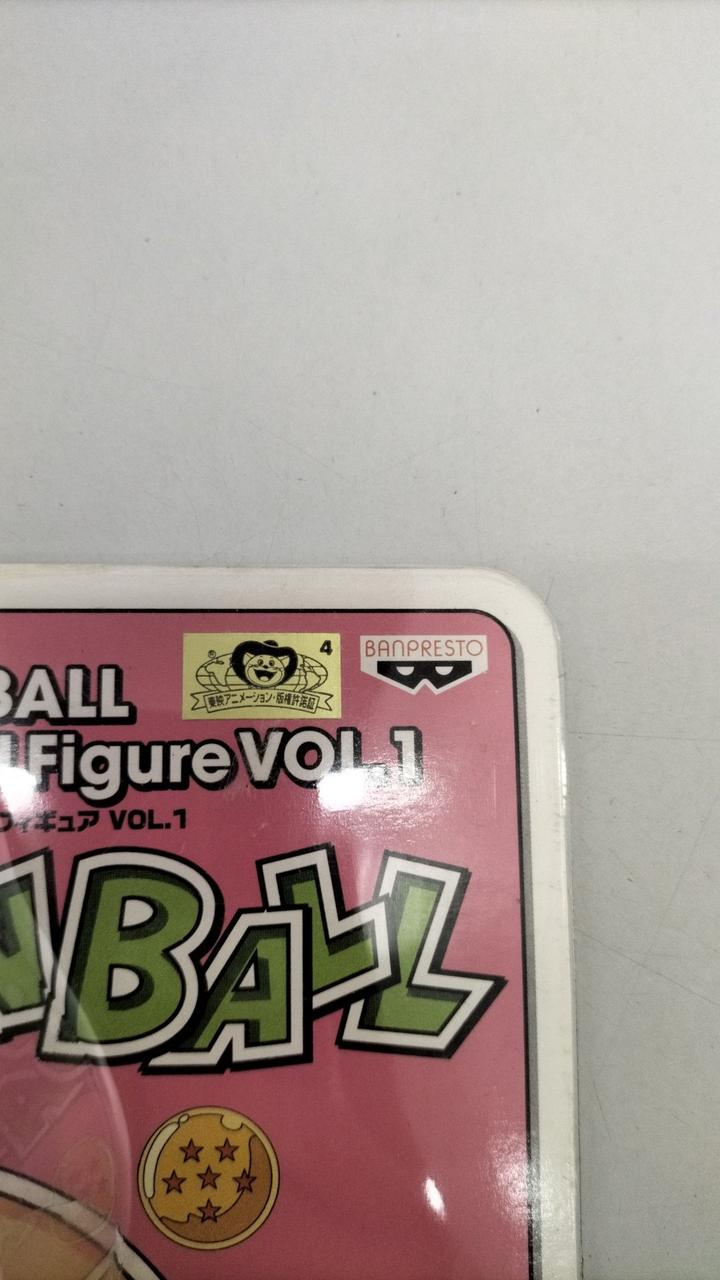 ®
4
東映アニメーション・版権許諾証
BANPRESTO
BALL
Figure VOL.1
フィギュア VOL.1
BALL